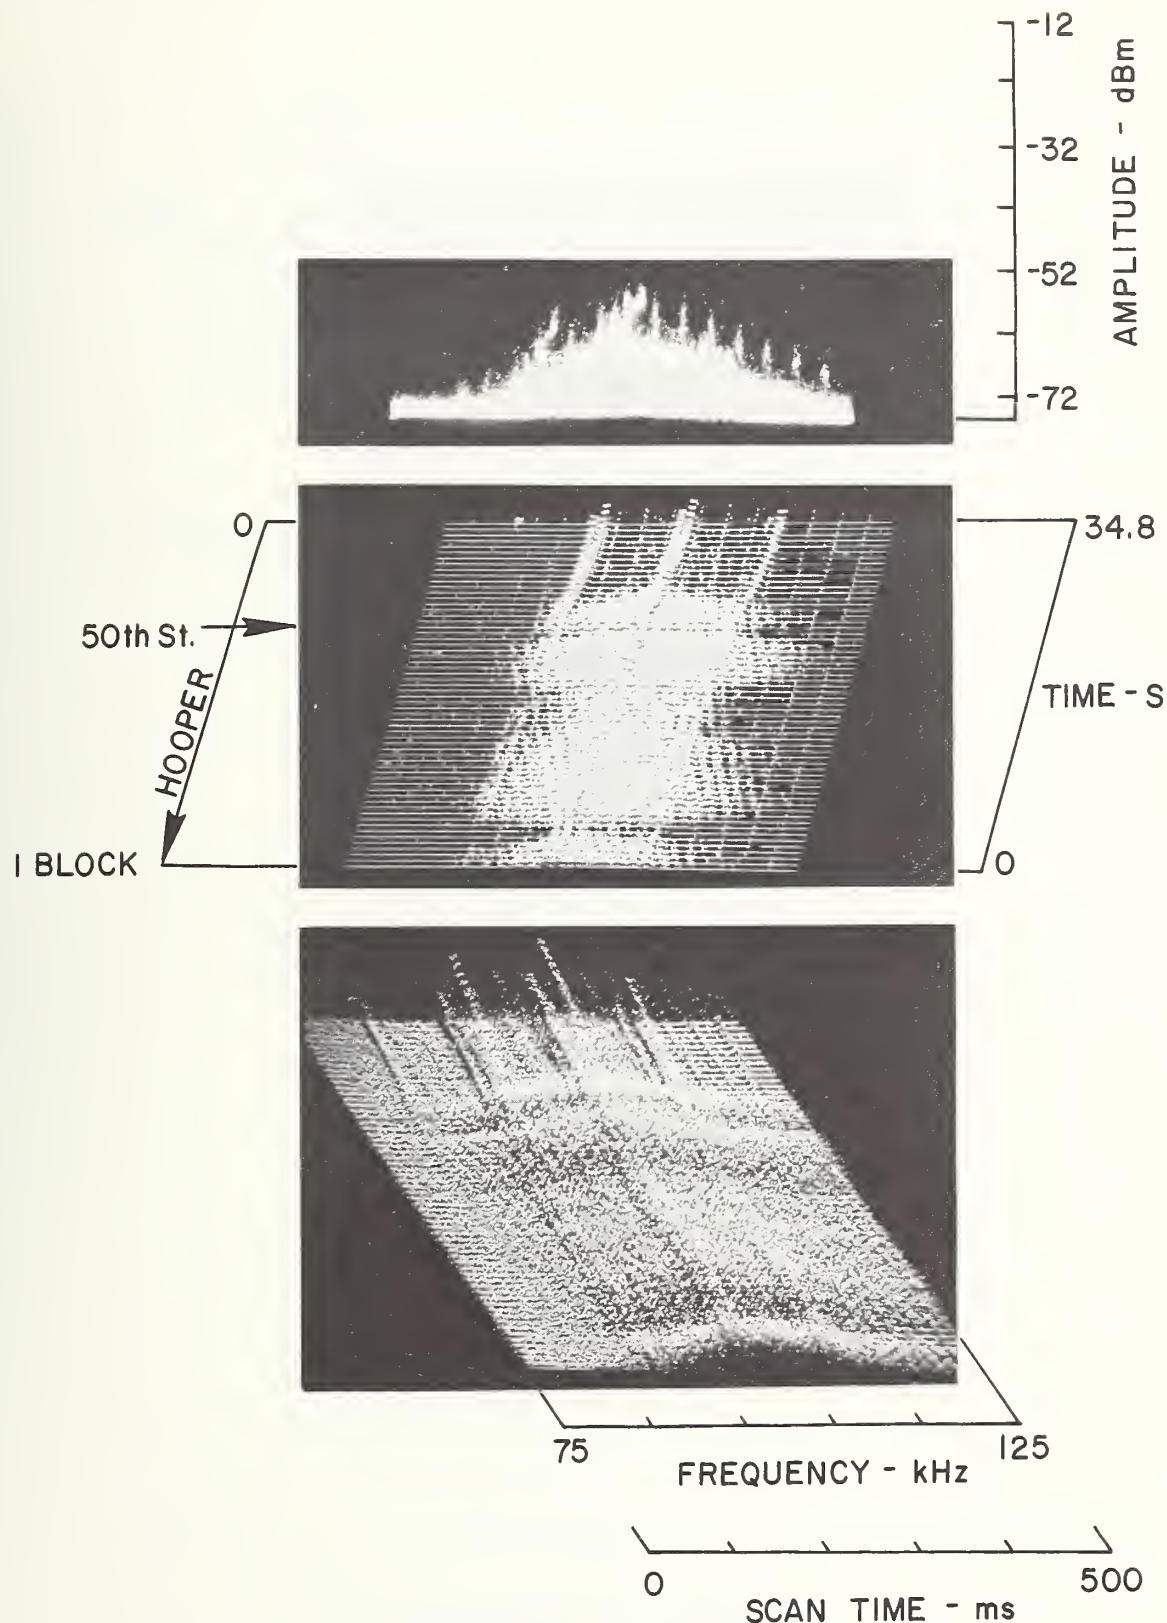 -12
-32
-52
-72
AMPLITUDE - dBm
0
50th St.
HOOPER
1 BLOCK
34.8
TIME - S
0
75
125
FREQUENCY - kHz
0
500
SCAN TIME - ms